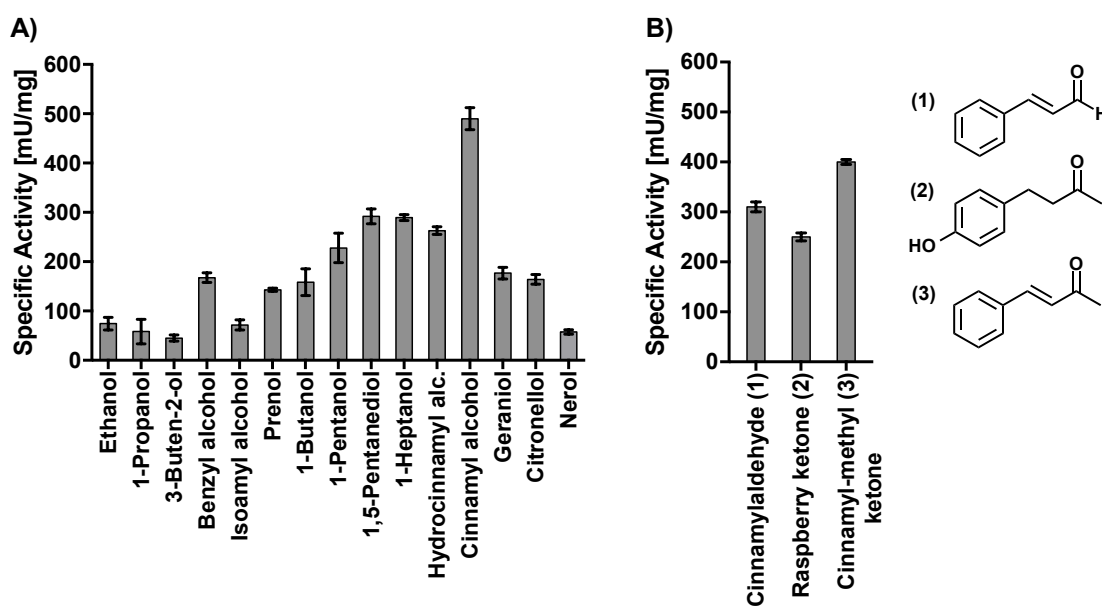 A)
Specific Activity [mU/mg]
600
500
400
300
200
100
0
Ethanol
1-Propanol
3-Buten-2-ol
Benzyl alcohol
Isoamyl alcohol
Prenol
1-Butanol
1-Pentanol
1,5-Pentanediol
1-Heptanol
Hydrocinnamyl alc.
Cinnamyl alcohol
Geraniol
Citronellol
Nerol
B)
Specific Activity [mU/mg]
600
500
400
300
200
100
0
Cinnamylaldehyde (1)
Raspberry ketone (2)
Cinnamyl-methyl (3)
ketone
(1)
O
H
(2)
O
HO
(3)
O